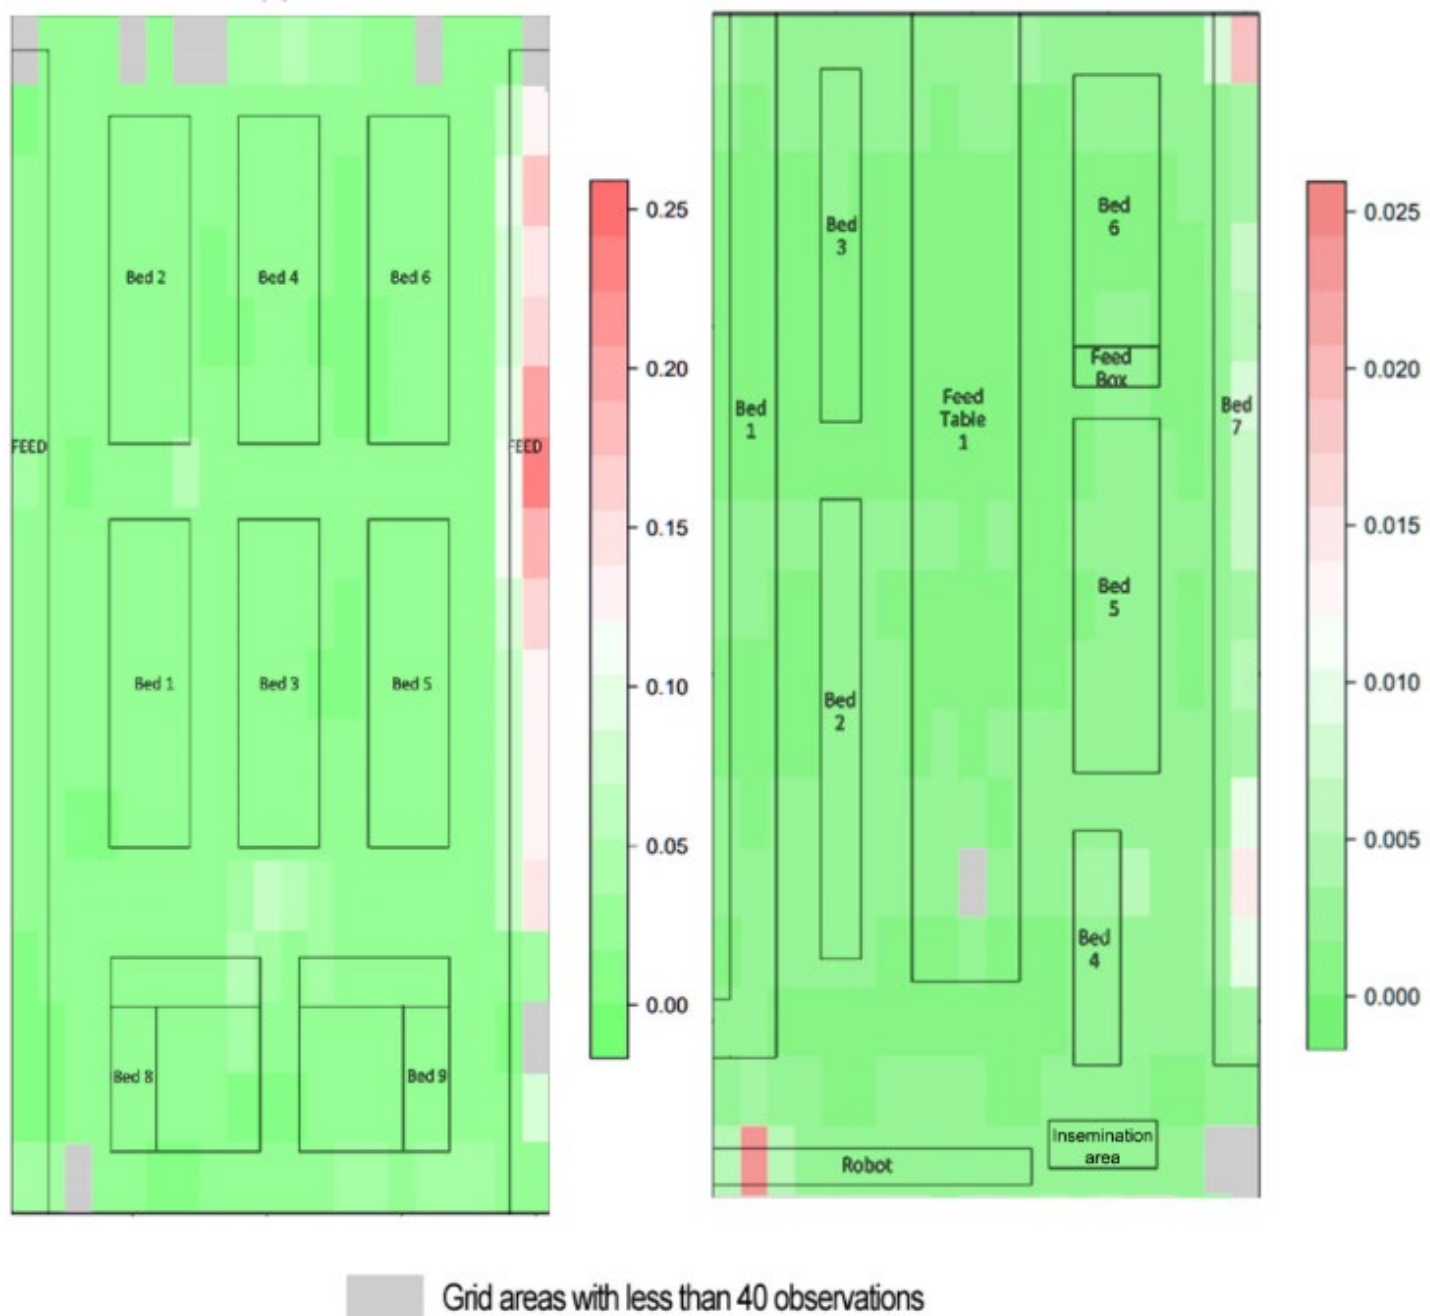 Bed 2
Bed 4
Bed 6
FEED
FEED
Bed 1
Bed 3
Bed 5
Bed 8
Bed 9
0.25
0.20
0.15
0.10
0.05
0.00
Bed
3
Bed
6
Feed
Box
Bed
1
Feed
Table
1
Bed
7
Bed
5
Bed
2
Bed
4
Insemination
area
Robot
0.025
0.020
0.015
0.010
0.005
0.000
Grid areas with less than 40 observations